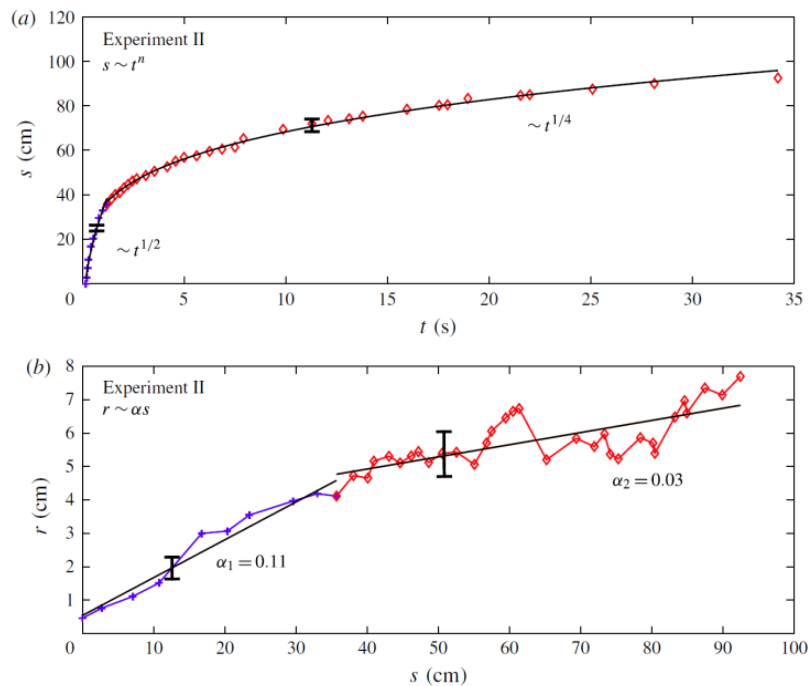 (a)
120
100
80
60
40
20
0
Experiment II
s ~ tⁿ
~ t^{1/4}
~ t^{1/2}
s (cm)
5 10 15 20 25 30 35
t (s)
(b)
8
7
6
5
4
3
2
1
0
Experiment II
r ~ αs
α₂ = 0.03
α₁ = 0.11
r (cm)
10 20 30 40 50 60 70 80 90 100
s (cm)